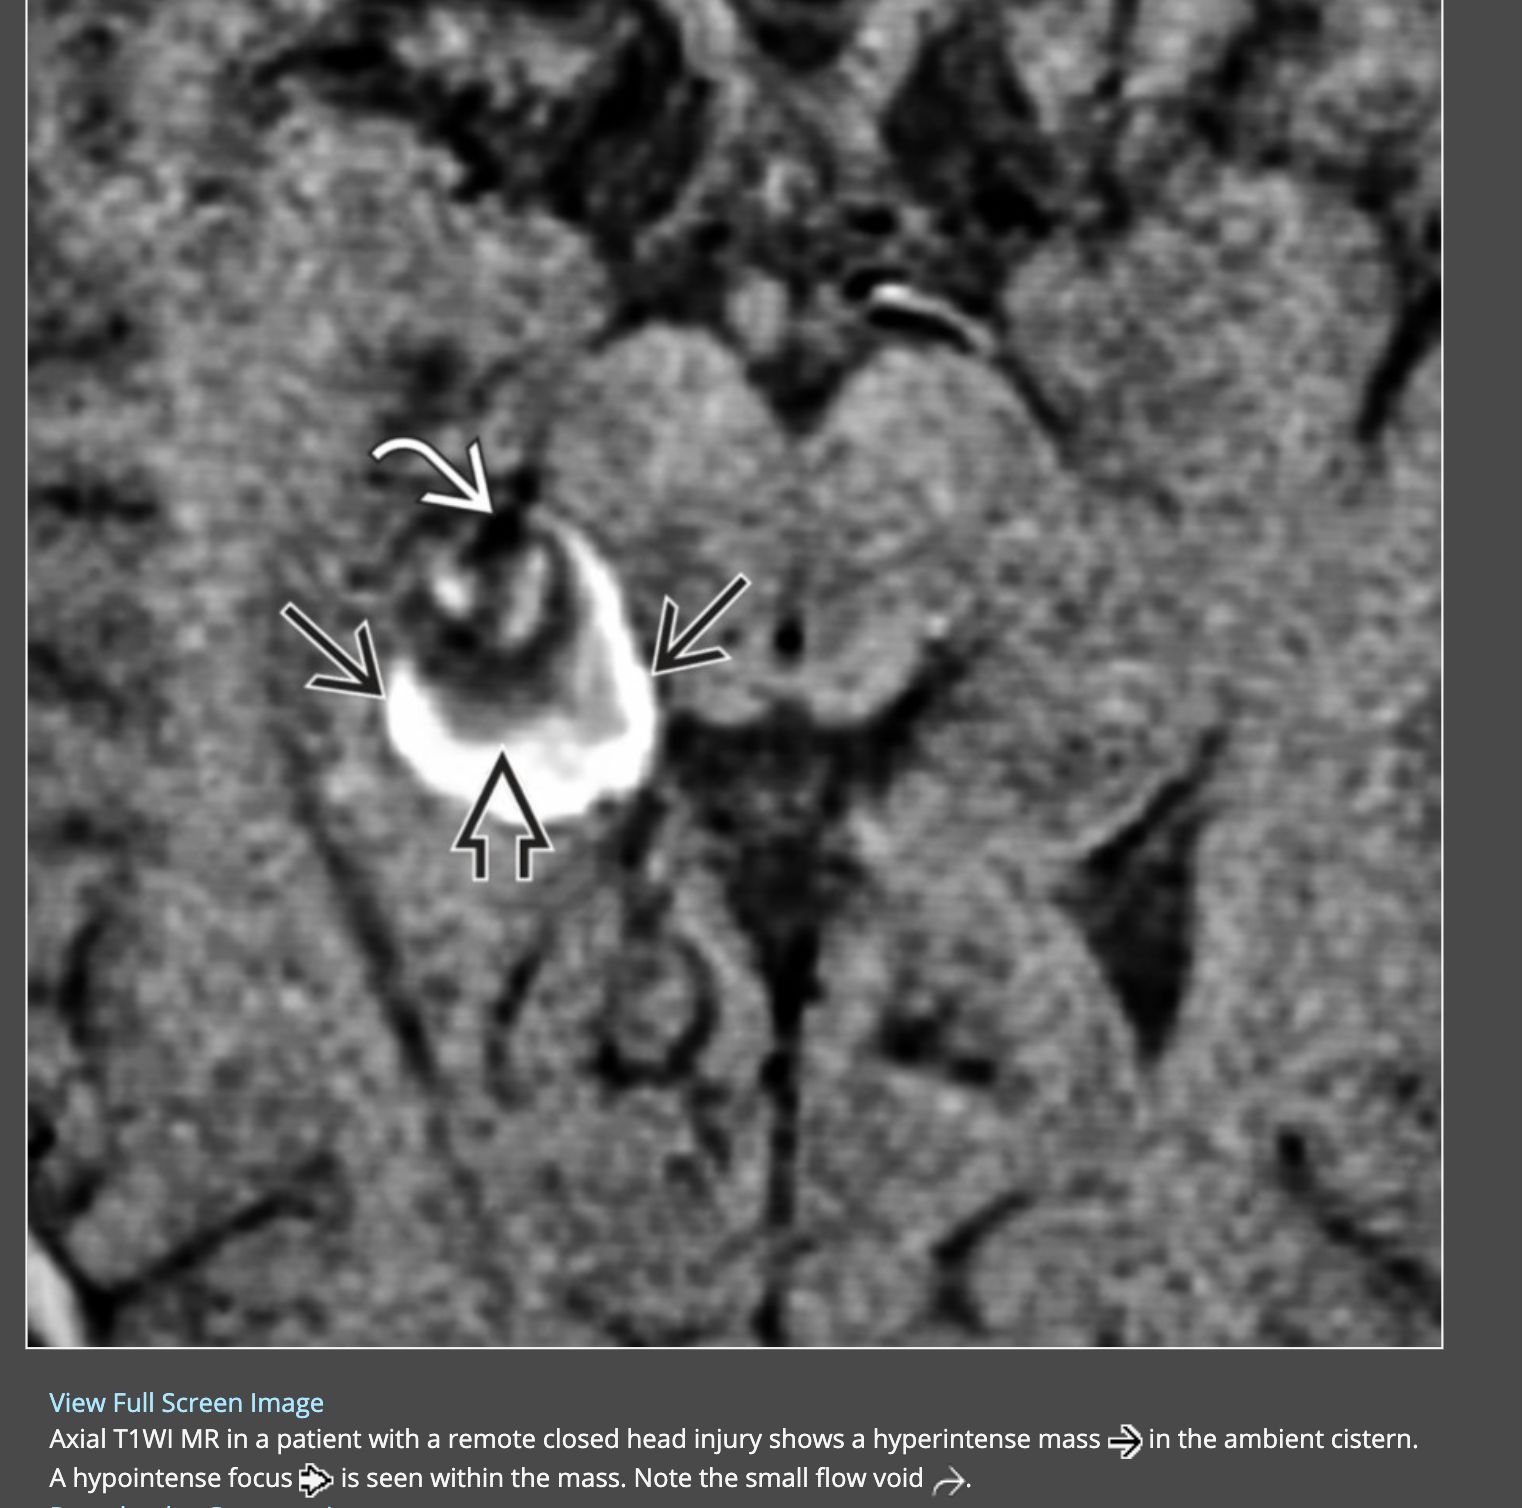 View Full Screen Image
Axial T1WI MR in a patient with a remote closed head injury shows a hyperintense mass in the ambient cistern.
A hypointense focus is seen within the mass. Note the small flow void .